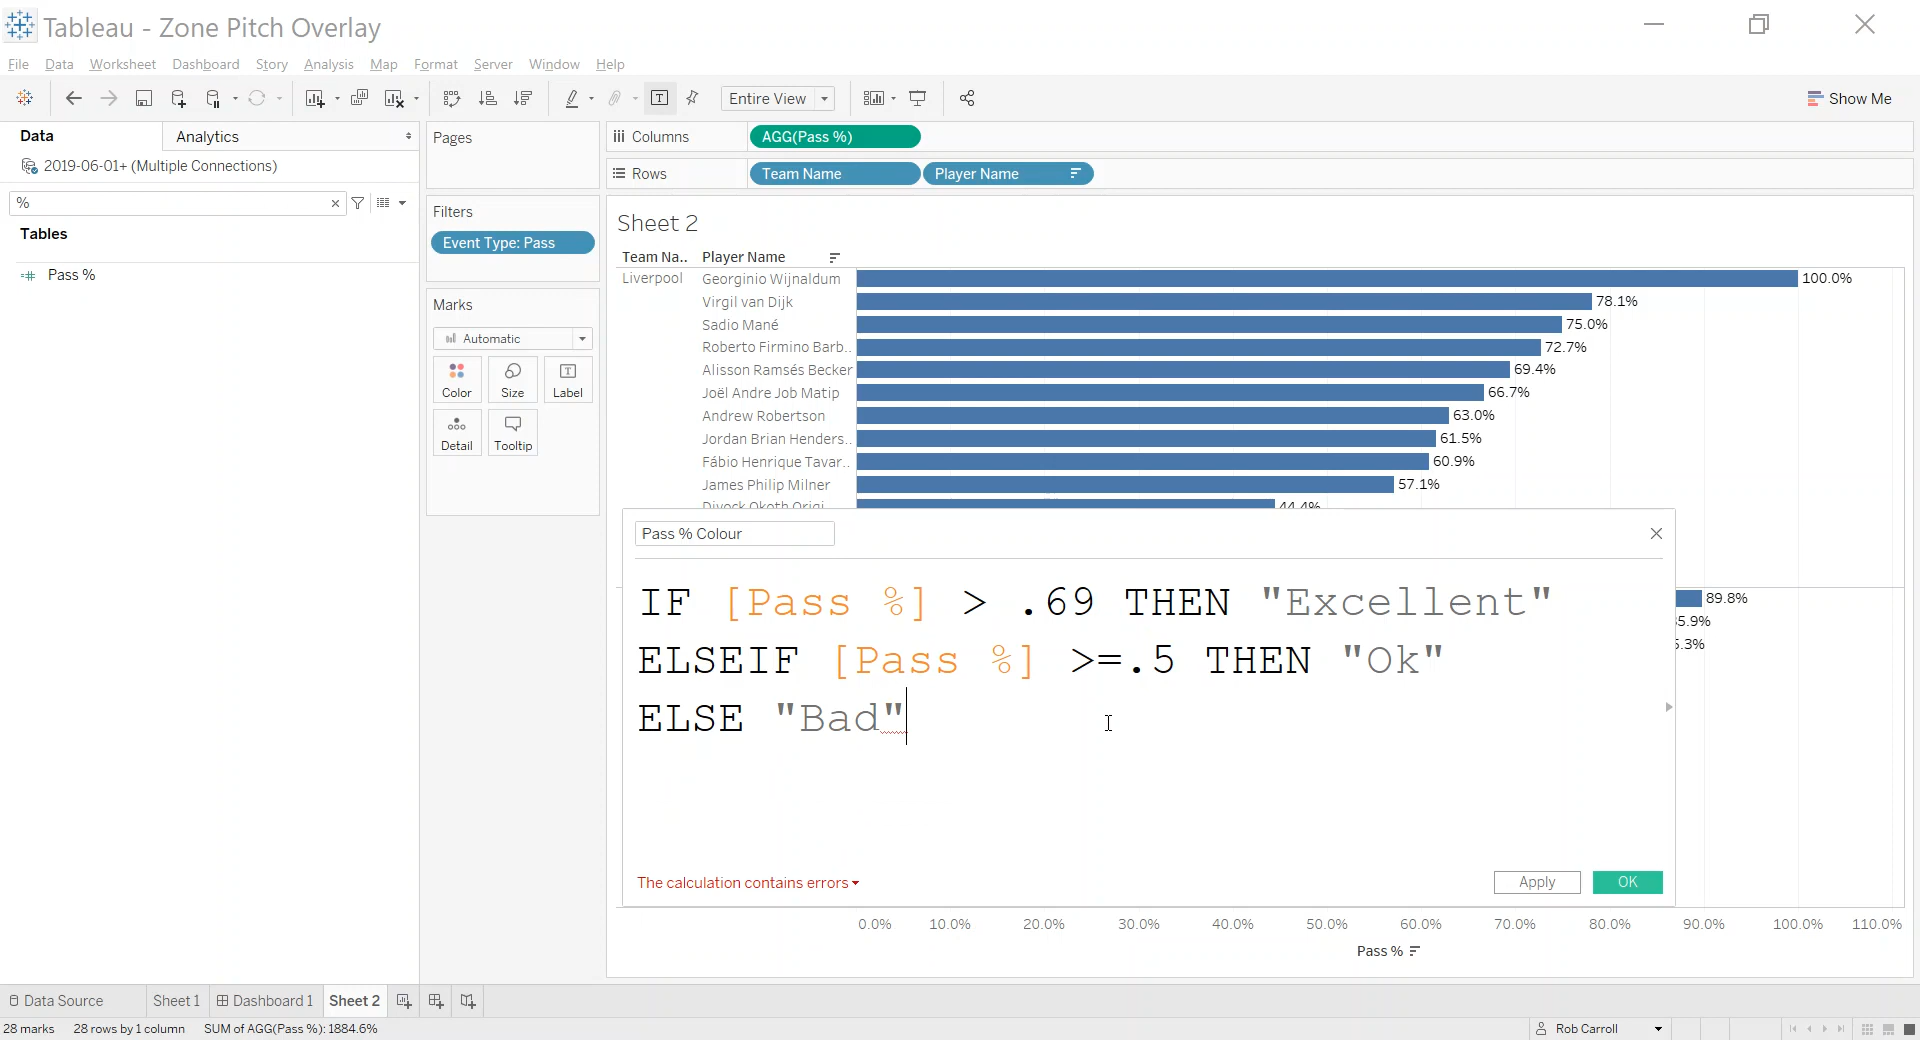 Tableau - Zone Pitch Overlay
File Data Worksheet Dashboard Story Analysis Map Format Server Window Help
Entire View
Show Me
Data
Analytics
2019-06-01+ (Multiple Connections)
%
Tables
Pass %
Pages
Filters
Event Type: Pass
Marks
Automatic
Color Size Label
Detail Tooltip
Columns AGG(Pass %)
Rows Team Name Player Name
Sheet 2
Team Na.. Player Name
Liverpool Georginio Wijnaldum 100.0%
Virgil van Dijk 78.1%
Sadio Mané 75.0%
Roberto Firmino Barb.. 72.7%
Alisson Ramsés Becker 69.4%
Joël Andre Job Matip 66.7%
Andrew Robertson 63.0%
Jordan Brian Henders.. 61.5%
Fábio Henrique Tavar.. 60.9%
James Philip Milner 57.1%
Divock Okoth Origi 44.4%
89.8%
5.9%
5.3%
Pass % Colour
IF [Pass %] > .69 THEN "Excellent"
ELSEIF [Pass %] >=.5 THEN "Ok"
ELSE "Bad"
The calculation contains errors
Apply OK
0.0% 10.0% 20.0% 30.0% 40.0% 50.0% 60.0% 70.0% 80.0% 90.0% 100.0% 110.0%
Pass %
Data Source Sheet 1 Dashboard 1 Sheet 2
28 marks 28 rows by 1 column SUM of AGG(Pass %): 1884.6%
Rob Carroll